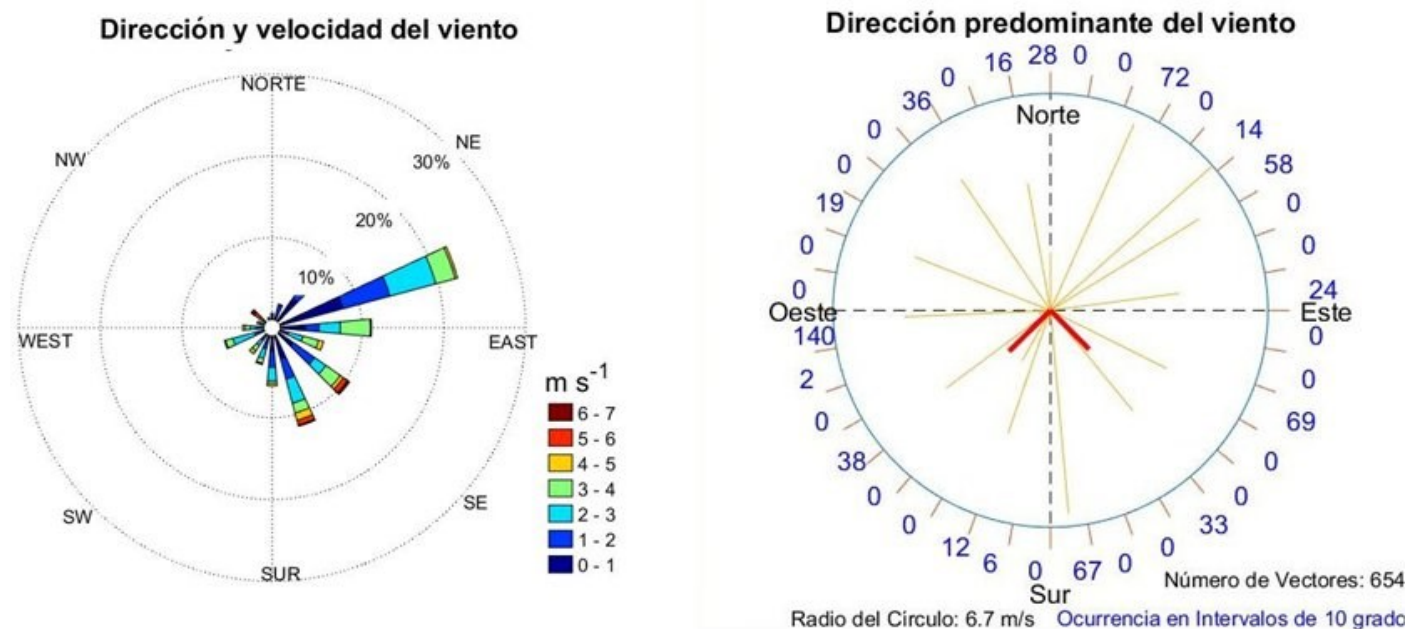 Dirección y velocidad del viento
NORTE
NE
30%
NW
20%
10%
WEST
EAST
SW
SE
SUR
m s-1
6 - 7
5 - 6
4 - 5
3 - 4
2 - 3
1 - 2
0 - 1
Dirección predominante del viento
28
0
0
72
0
14
58
0
0
24
0
0
69
0
0
33
0
0
67
0
6
12
0
0
38
0
2
140
0
0
19
0
0
36
0
16
Norte
Oeste
Este
Sur
Número de Vectores: 654
Radio del Circulo: 6.7 m/s
Ocurrencia en Intervalos de 10 grado